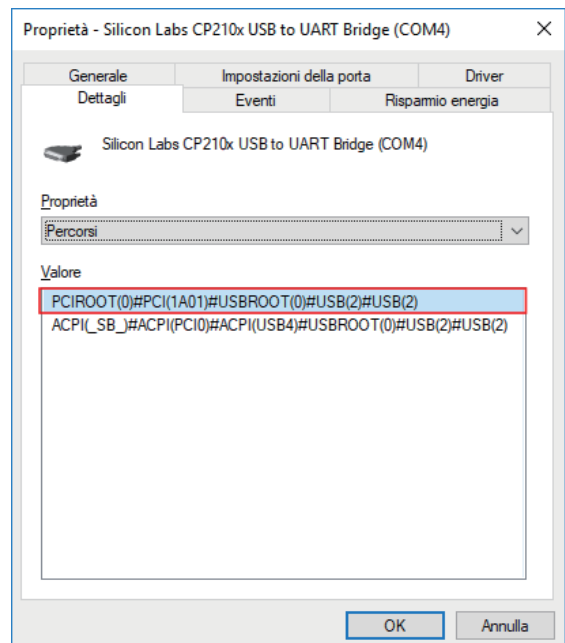 Proprietà - Silicon Labs CP210x USB to UART Bridge (COM4)
Generale Impostazioni della porta Driver
Dettagli Eventi Risparmio energia
Silicon Labs CP210x USB to UART Bridge (COM4)
Proprietà
Percorsi
Valore
PCIROOT(0)#PCI(1A01)#USBROOT(0)#USB(2)#USB(2)
ACPI(_SB_)#ACPI(PCI0)#ACPI(USB4)#USBROOT(0)#USB(2)#USB(2)
OK Annulla